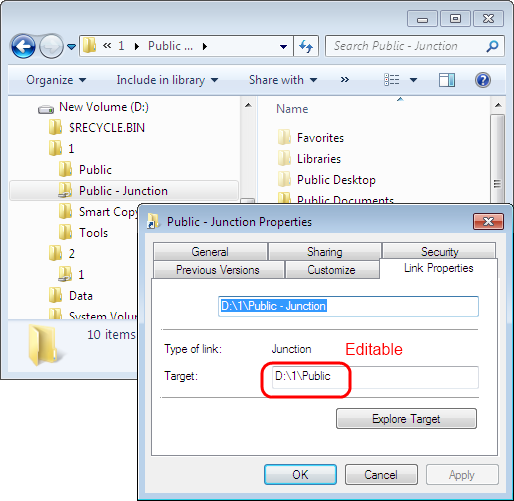 1 Public ...
Search Public - Junction
Organize Include in library Share with »
New Volume (D:)
$RECYCLE.BIN
1
Public
Public - Junction
Smart Copy
Tools
2
1
Data
System Volu
10 items
Name
Favorites
Libraries
Public Desktop
Public Documents
Public - Junction Properties
General Sharing Security
Previous Versions Customize Link Properties
D:\1\Public - Junction
Type of link: Junction Editable
Target: D:\1\Public
Explore Target
OK Cancel Apply